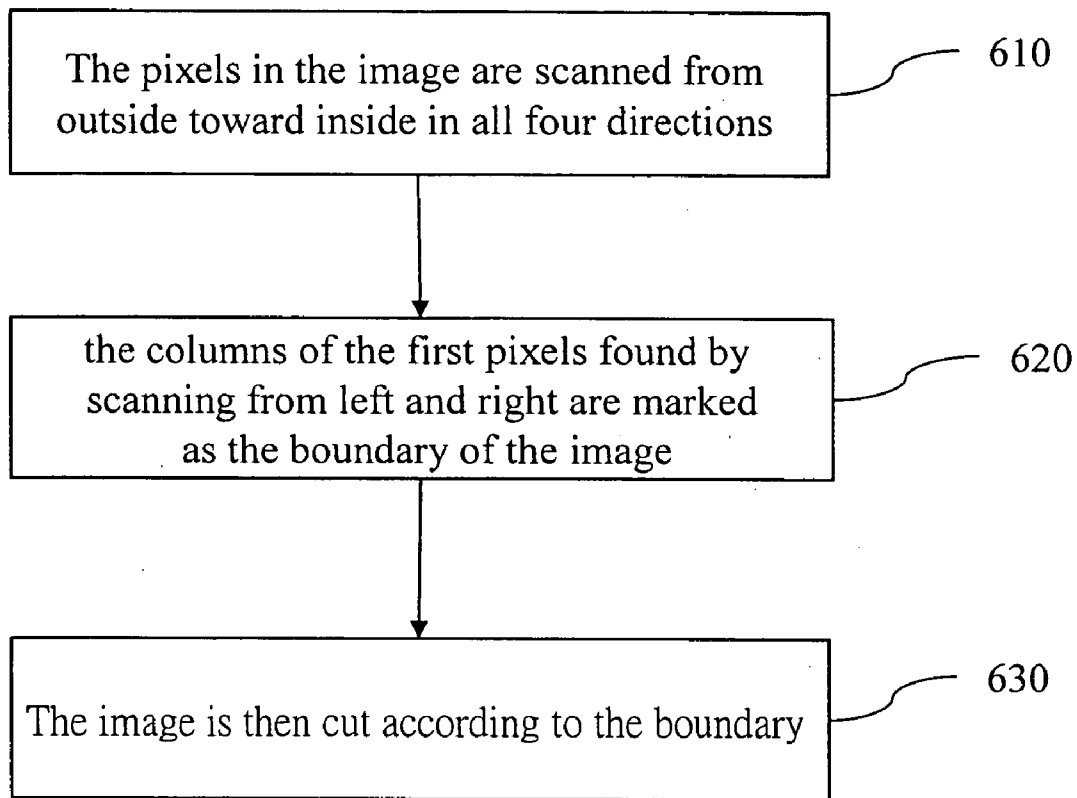 The pixels in the image are scanned from
outside toward inside in all four directions
610
the columns of the first pixels found by
scanning from left and right are marked
as the boundary of the image
620
The image is then cut according to the boundary
630